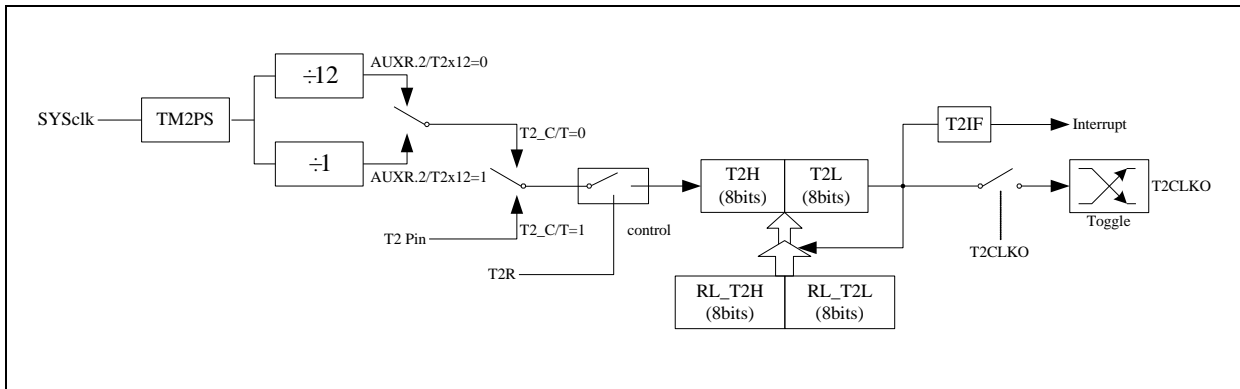 SYSclk
TM2PS
÷12
÷1
AUXR.2/T2x12=0
AUXR.2/T2x12=1
T2_C/T=0
T2_C/T=1
T2 Pin
T2R
control
T2H
(8bits)
T2L
(8bits)
RL_T2H
(8bits)
RL_T2L
(8bits)
T2IF
Interrupt
T2CLKO
Toggle
T2CLKO